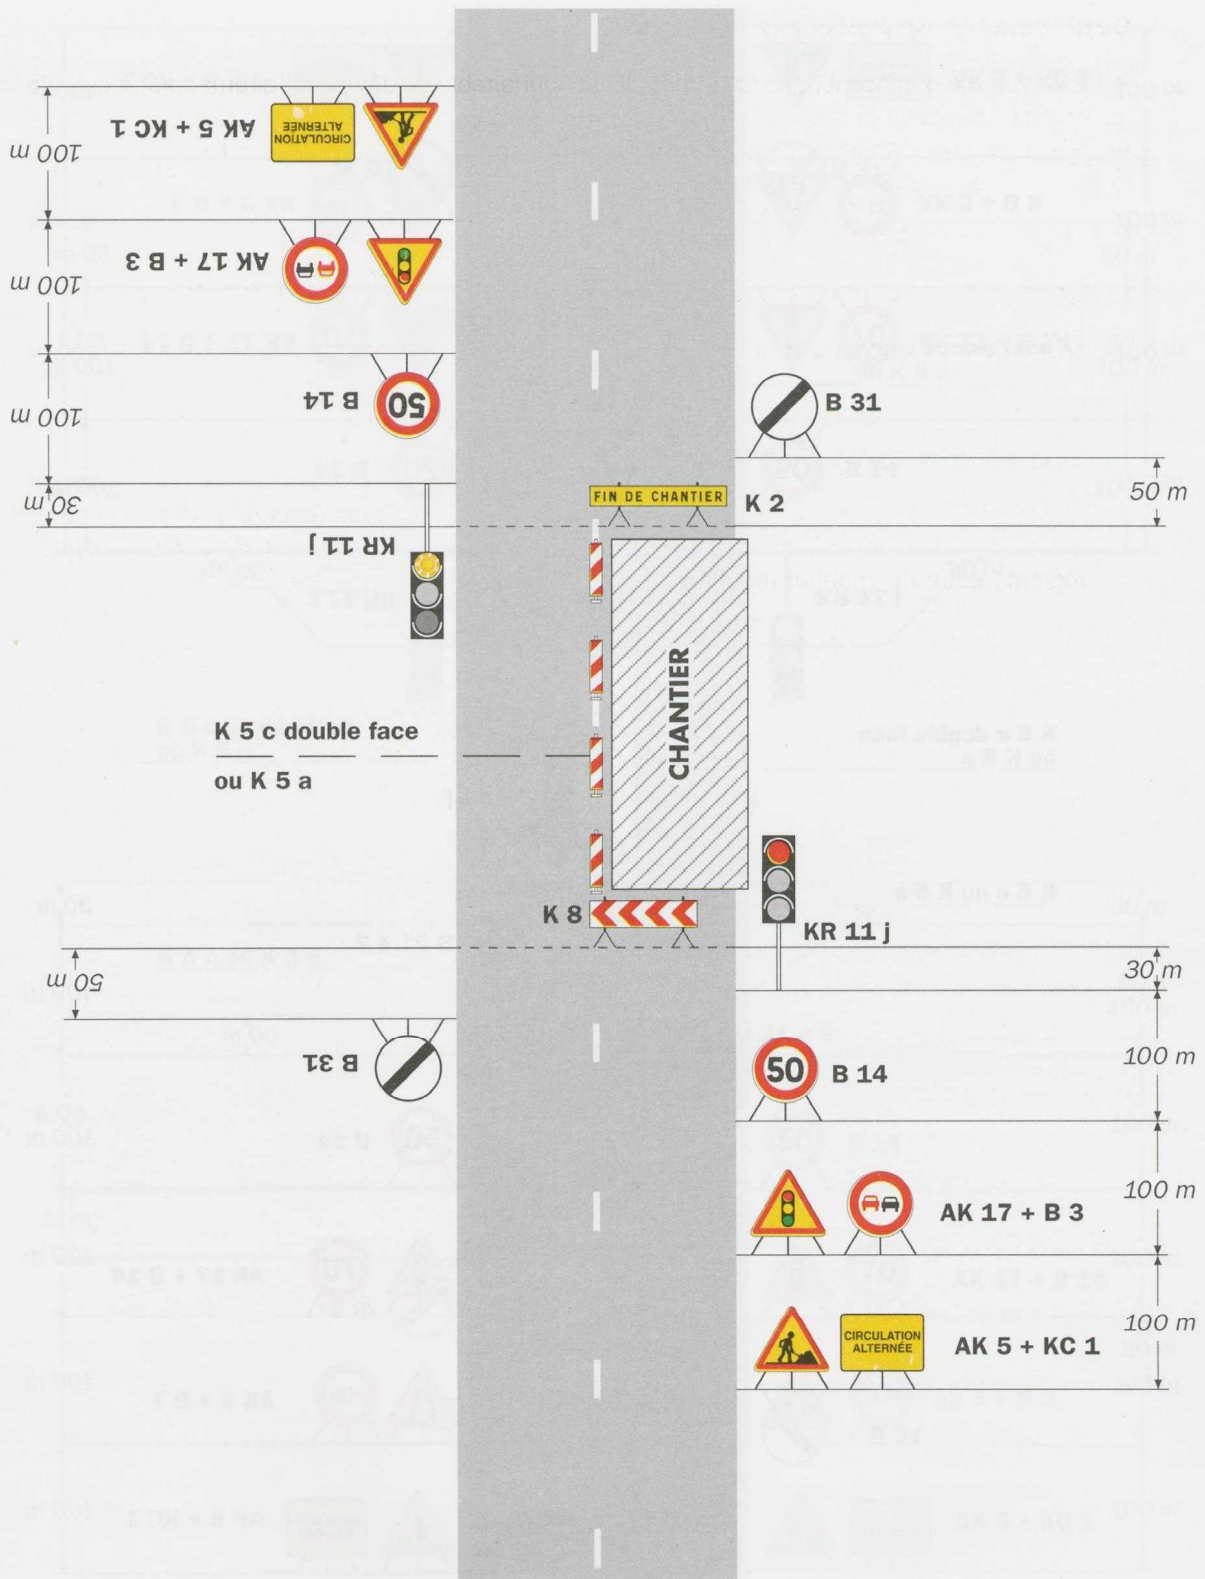 100 m
AK 5 + KC 1
CIRCULATION
ALTERNÉE
100 m
AK 17 + B 3
100 m
B 14
50
B 31
30 m
FIN DE CHANTIER
K 2
50 m
KR 11 j
CHANTIER
K 5 c double face
ou K 5 a
K 8
KR 11 j
50 m
30 m
B 31
50
B 14
100 m
AK 17 + B 3
100 m
CIRCULATION
ALTERNÉE
AK 5 + KC 1
100 m